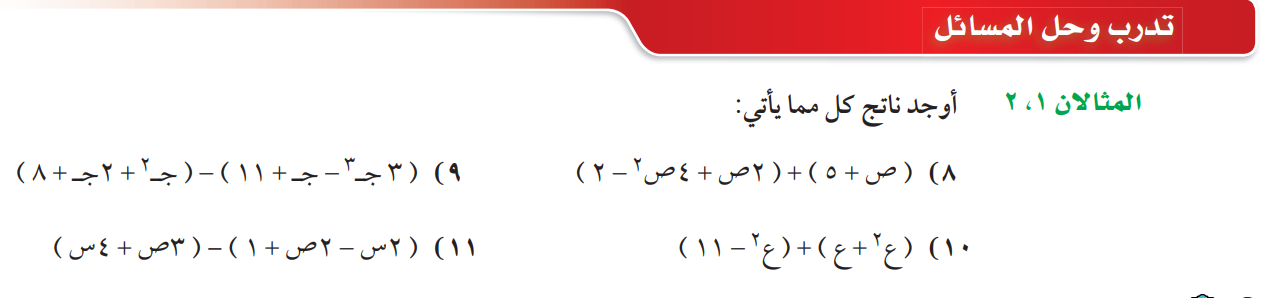 تدرب وحل المسائل
المثالان ١، ٢ أوجد ناتج كل مما يأتي:
٨) (ص + ٥) + (٢ص + ٤ص٢ – ٢) ٩) (٣جـ٣ – جـ + ١١) – (جـ٢ + ٢جـ + ٨)
١٠) (ع٢ + ع) + (ع٢ – ١١) ١١) (٢س – ٢ص + ١) – (٣ص + ٤س)